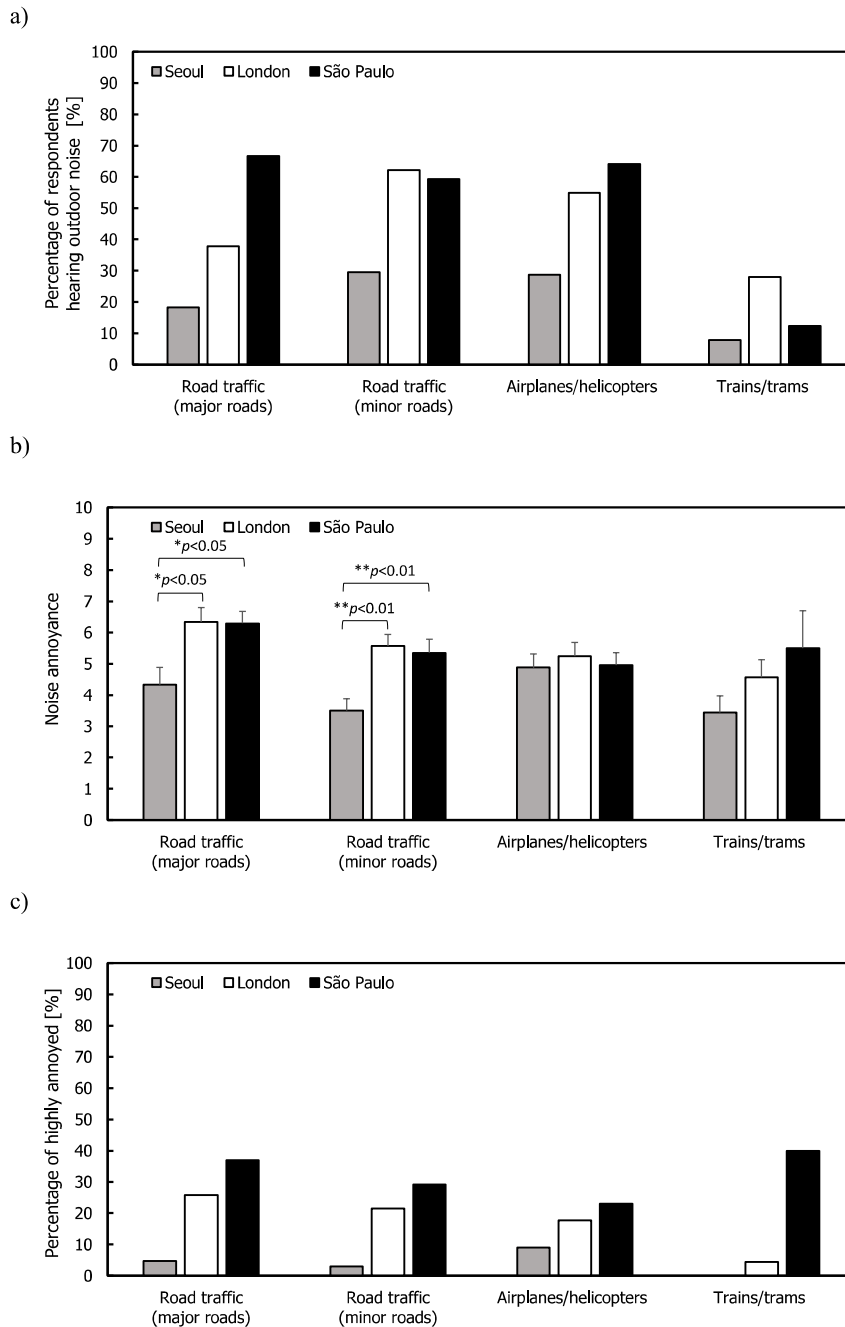 a)
Percentage of respondents
hearing outdoor noise [%]
100
90
80
70
60
50
40
30
20
10
0
Seoul London São Paulo
Road traffic Road traffic Airplanes/helicopters Trains/trams
(major roads) (minor roads)
b)
Noise annoyance
10
9
8
7
6
5
4
3
2
1
0
Seoul London São Paulo
*p<0.05
*p<0.05
**p<0.01
**p<0.01
Road traffic Road traffic Airplanes/helicopters Trains/trams
(major roads) (minor roads)
c)
Percentage of highly annoyed [%]
100
90
80
70
60
50
40
30
20
10
0
Seoul London São Paulo
Road traffic Road traffic Airplanes/helicopters Trains/trams
(major roads) (minor roads)